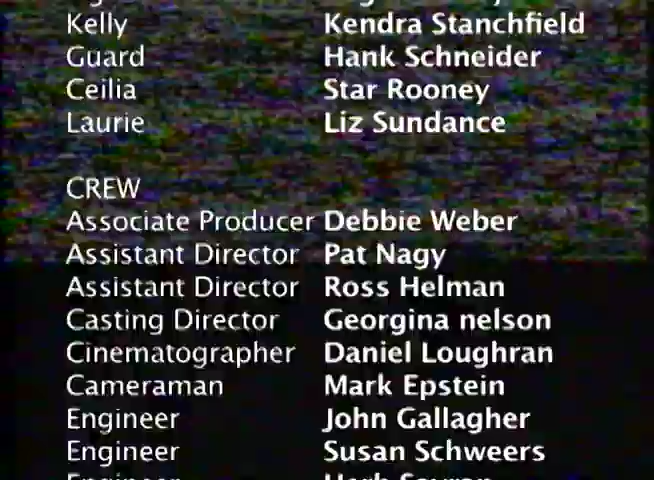 Kelly Kendra Stanchfield
Guard Hank Schneider
Ceilia Star Rooney
Laurie Liz Sundance
CREW
Associate Producer Debbie Weber
Assistant Director Pat Nagy
Assistant Director Ross Helman
Casting Director Georgina nelson
Cinematographer Daniel Loughran
Cameraman Mark Epstein
Engineer John Gallagher
Engineer Susan Schweers
Engineer